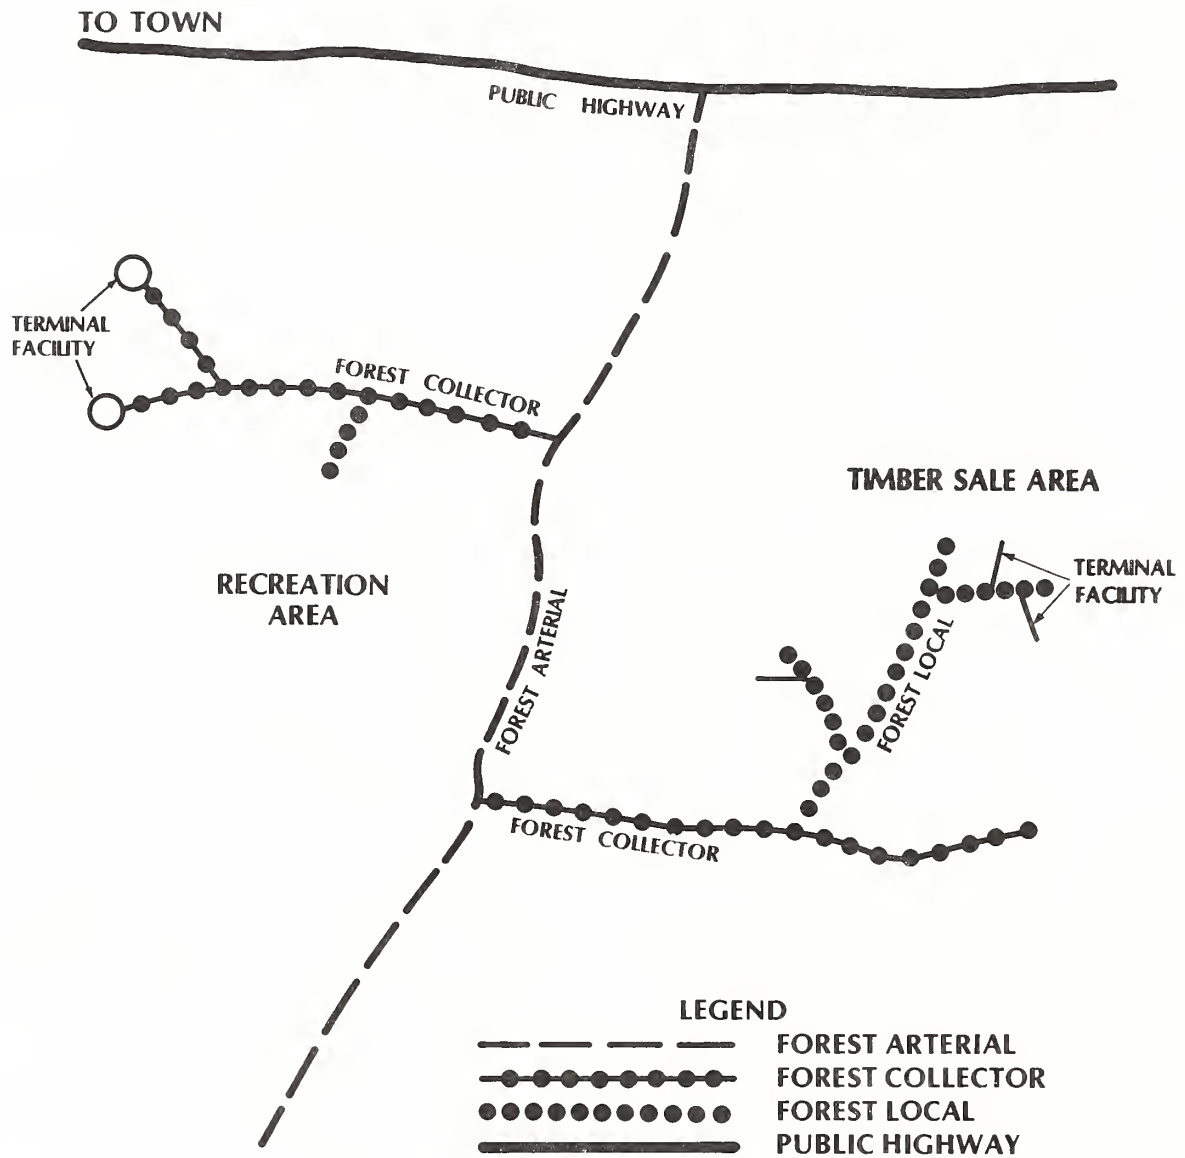 TO TOWN
PUBLIC HIGHWAY
TERMINAL
FACILITY
FOREST COLLECTOR
TIMBER SALE AREA
TERMINAL
FACILITY
RECREATION
AREA
FOREST ARTERIAL
FOREST LOCAL
FOREST COLLECTOR
LEGEND
FOREST ARTERIAL
FOREST COLLECTOR
FOREST LOCAL
PUBLIC HIGHWAY